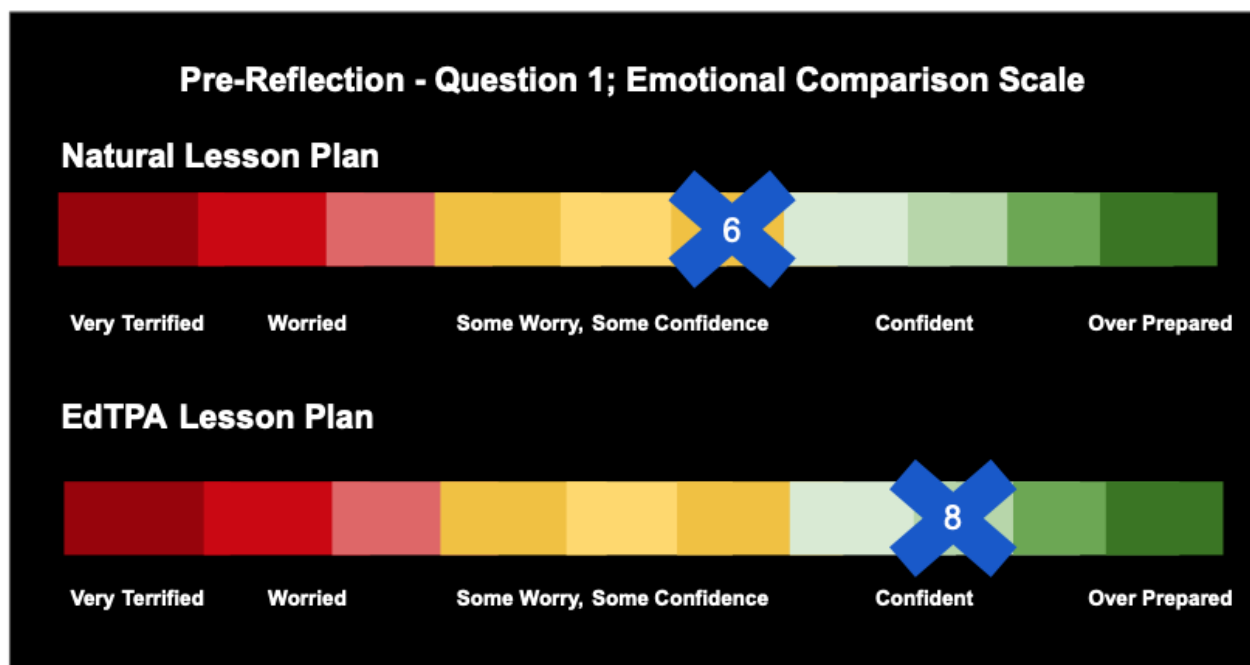 Pre-Reflection - Question 1; Emotional Comparison Scale
Natural Lesson Plan
6
Very Terrified Worried Some Worry, Some Confidence Confident Over Prepared
EdTPA Lesson Plan
8
Very Terrified Worried Some Worry, Some Confidence Confident Over Prepared